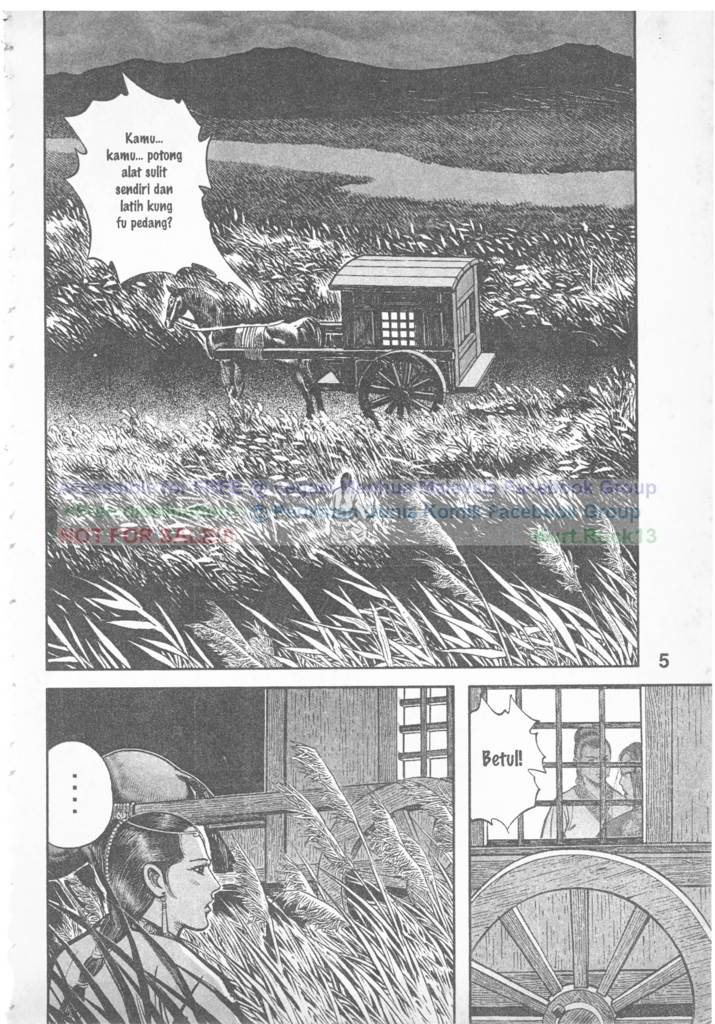 Kamu...
kamu... potong
alat sulit
sendiri dan
latih kung
fu pedang?
NOT FOR SALE!!
5
....
Betul!